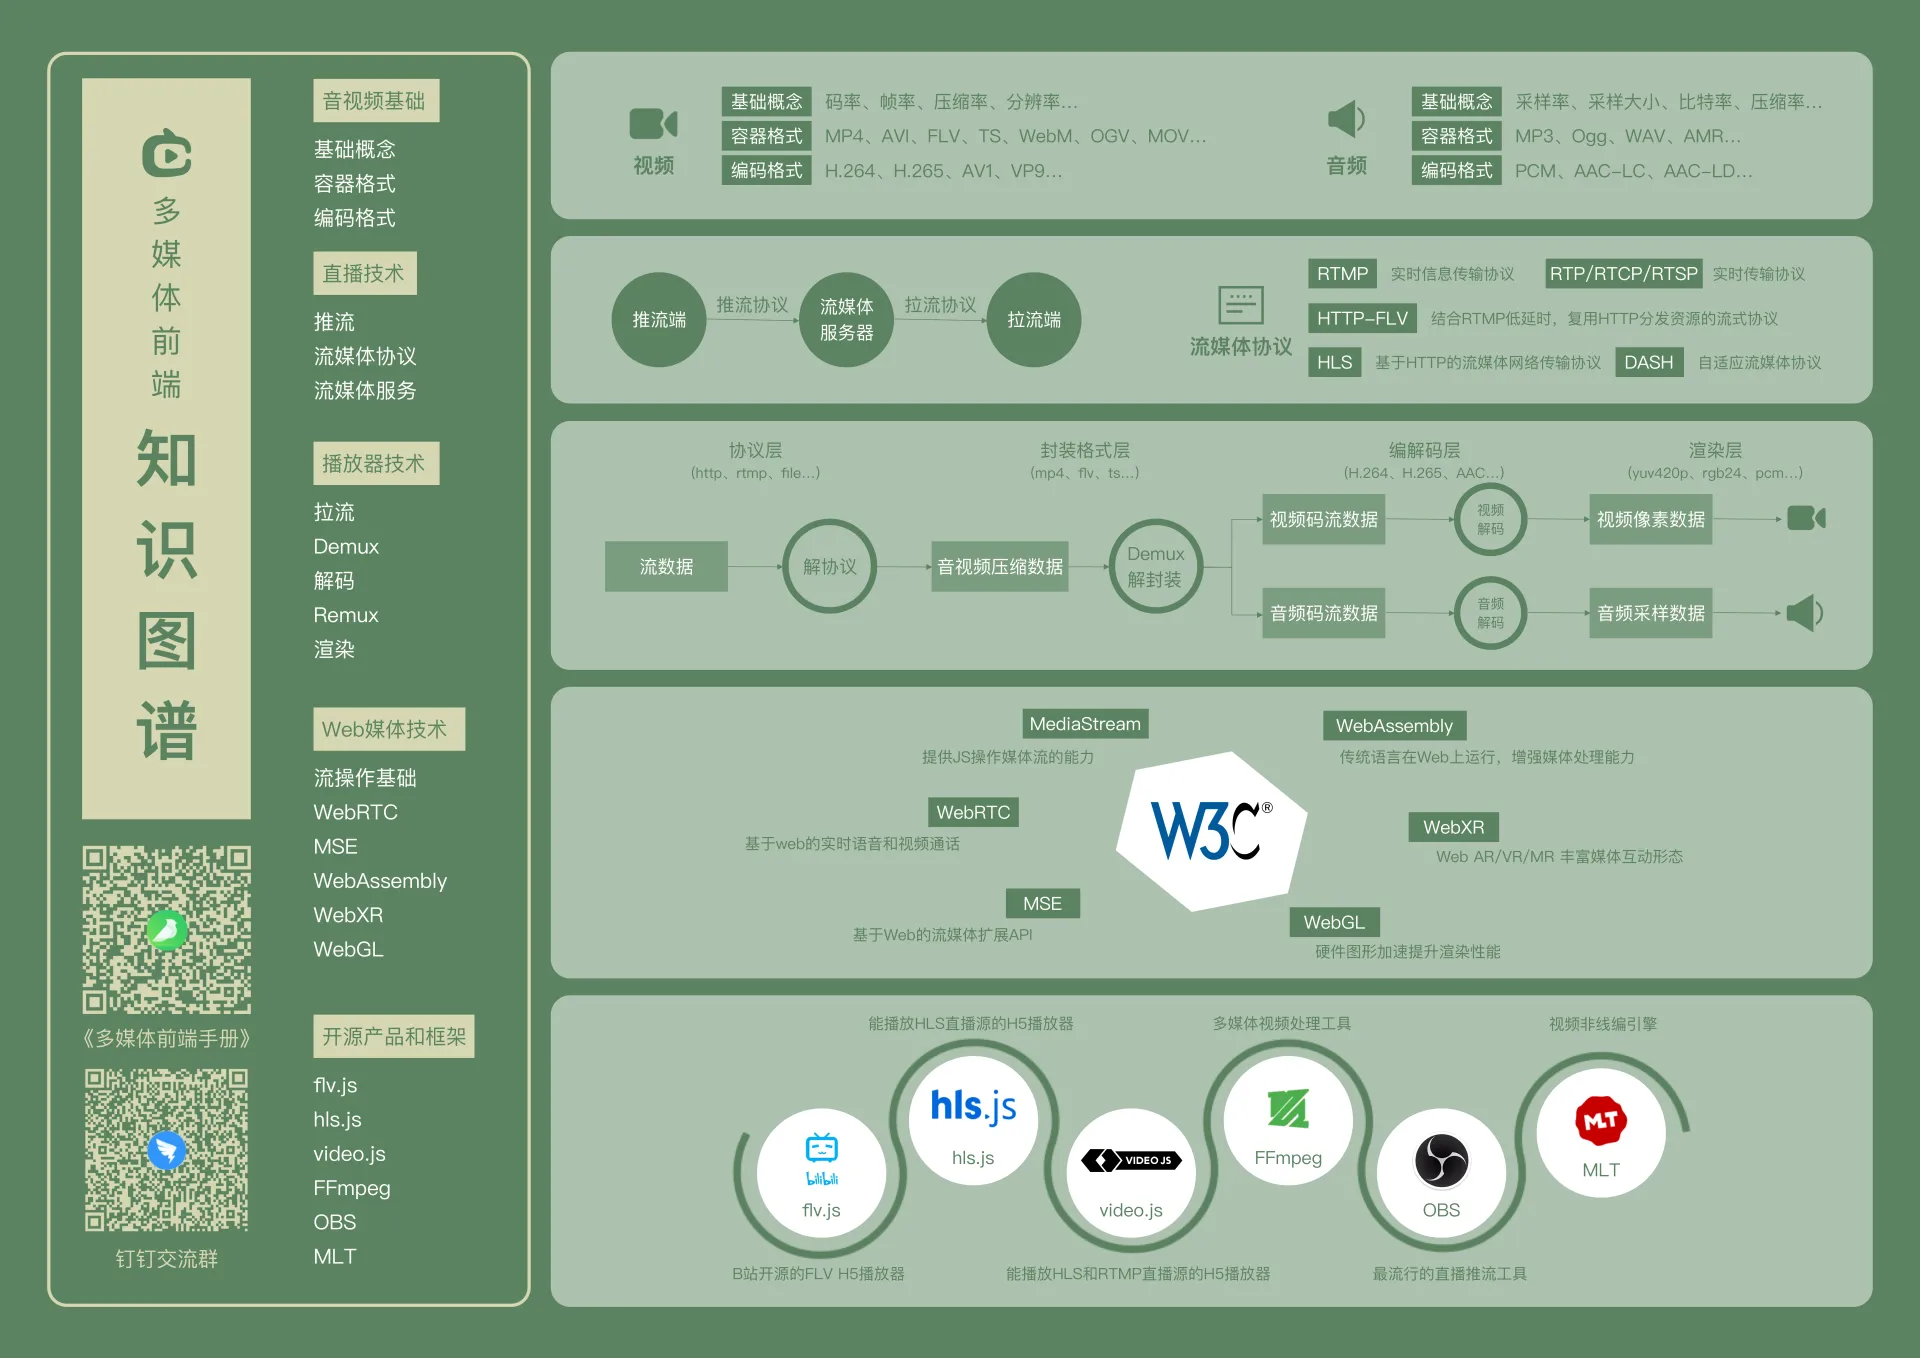 多媒体前端
知识图谱
《多媒体前端手册》
钉钉交流群
音视频基础
基础概念
容器格式
编码格式
直播技术
推流
流媒体协议
流媒体服务
播放器技术
拉流
Demux
解码
Remux
渲染
Web媒体技术
流操作基础
WebRTC
MSE
WebAssembly
WebXR
WebGL
开源产品和框架
flv.js
hls.js
video.js
FFmpeg
OBS
MLT
视频
基础概念 码率、帧率、压缩率、分辨率...
容器格式 MP4、AVI、FLV、TS、WebM、OGV、MOV...
编码格式 H.264、H.265、AV1、VP9...
音频
基础概念 采样率、采样大小、比特率、压缩率...
容器格式 MP3、Ogg、WAV、AMR...
编码格式 PCM、AAC-LC、AAC-LD...
推流端
推流协议
流媒体
服务器
拉流协议
拉流端
流媒体协议
RTMP 实时信息传输协议 RTP/RTCP/RTSP 实时传输协议
HTTP-FLV 结合RTMP低延时，复用HTTP分发资源的流式协议
HLS 基于HTTP的流媒体网络传输协议 DASH 自适应流媒体协议
协议层
(http、rtmp、file...)
封装格式层
(mp4、flv、ts...)
编解码层
(H.264、H.265、AAC...)
渲染层
(yuv420p、rgb24、pcm...)
流数据
解协议
音视频压缩数据
Demux
解封装
视频码流数据
视频
解码
视频像素数据
音频码流数据
音频
解码
音频采样数据
MediaStream
提供JS操作媒体流的能力
WebAssembly
传统语言在Web上运行，增强媒体处理能力
WebRTC
基于web的实时语音和视频通话
W3C®
WebXR
Web AR/VR/MR 丰富媒体互动形态
MSE
基于Web的流媒体扩展API
WebGL
硬件图形加速提升渲染性能
bilibili
flv.js
B站开源的FLV H5播放器
能播放HLS直播源的H5播放器
hls.js
hls.js
VIDEOJS
video.js
能播放HLS和RTMP直播源的H5播放器
多媒体视频处理工具
FFmpeg
OBS
最流行的直播推流工具
视频非线编引擎
MLT
MLT